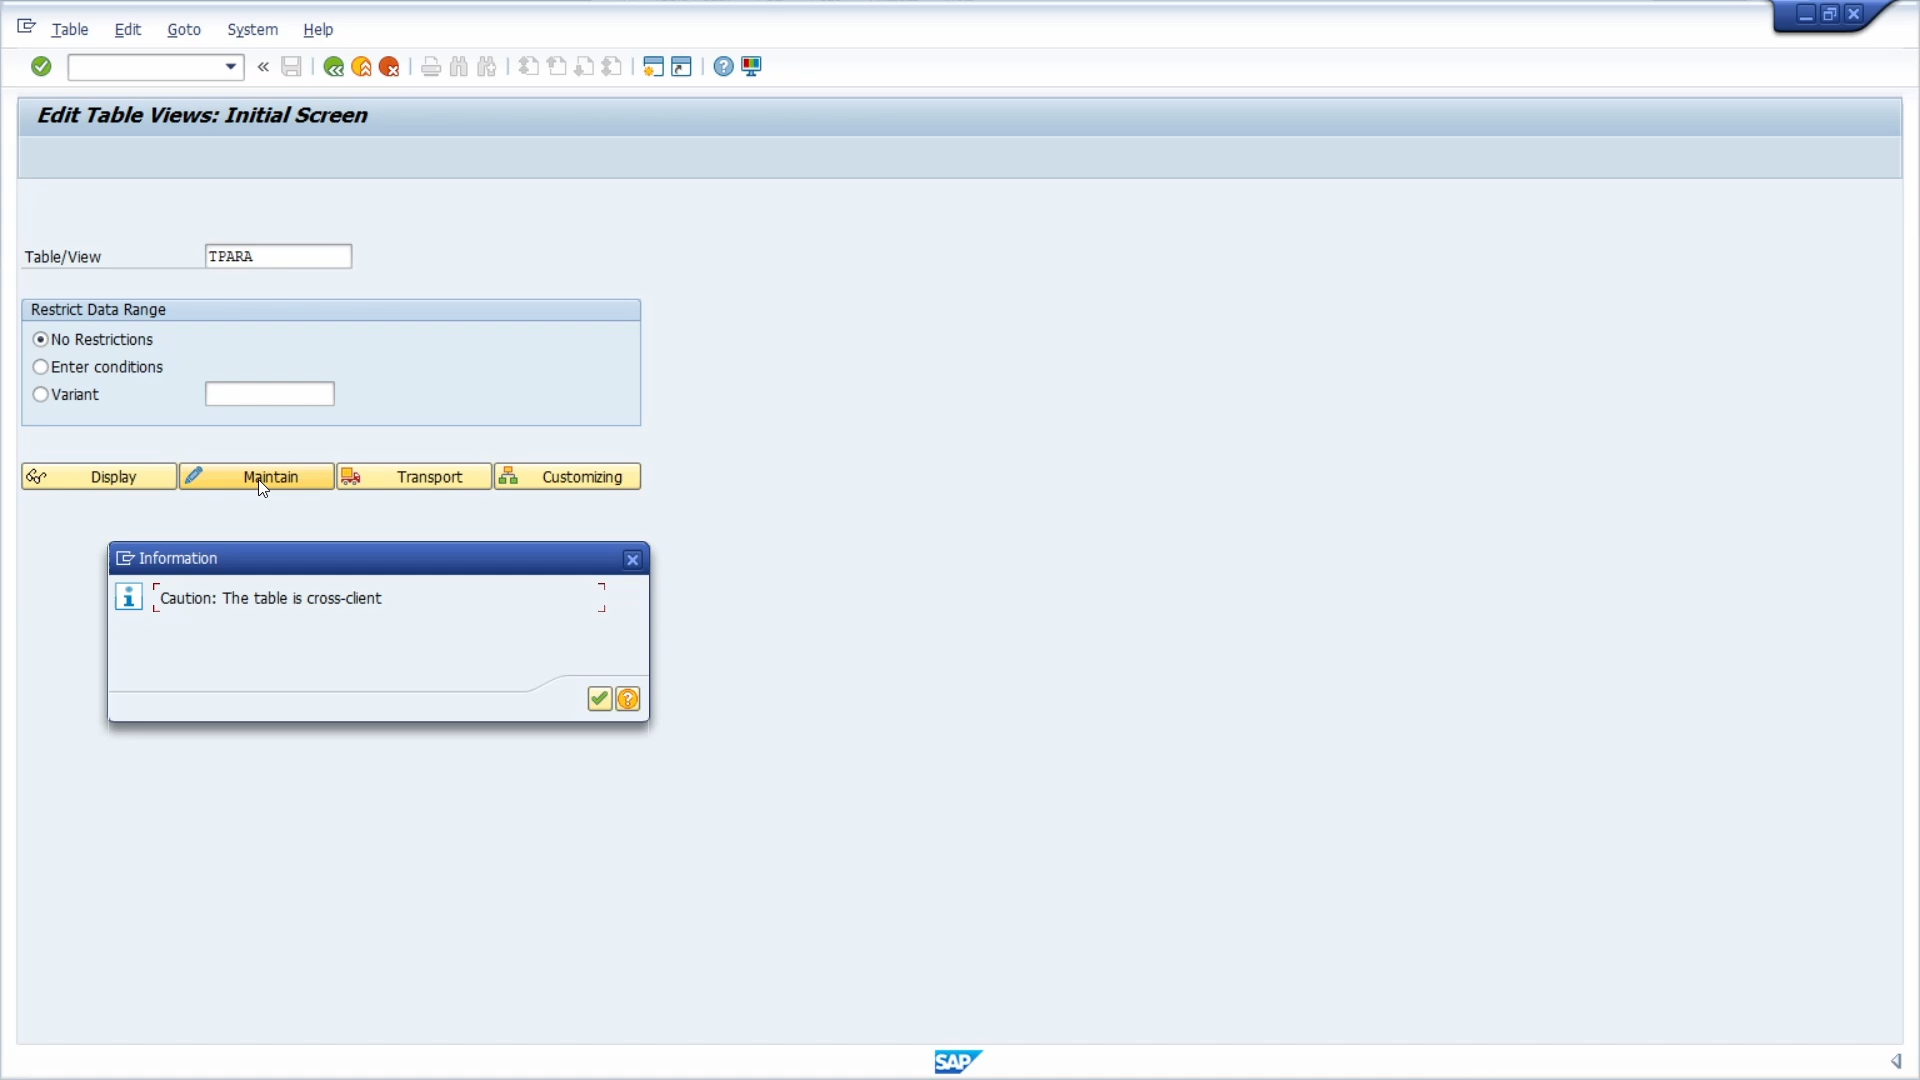 Table Edit Goto System Help
Edit Table Views: Initial Screen
Table/View TPARA
Restrict Data Range
No Restrictions
Enter conditions
Variant
Display Maintain Transport Customizing
Information
Caution: The table is cross-client
SAP